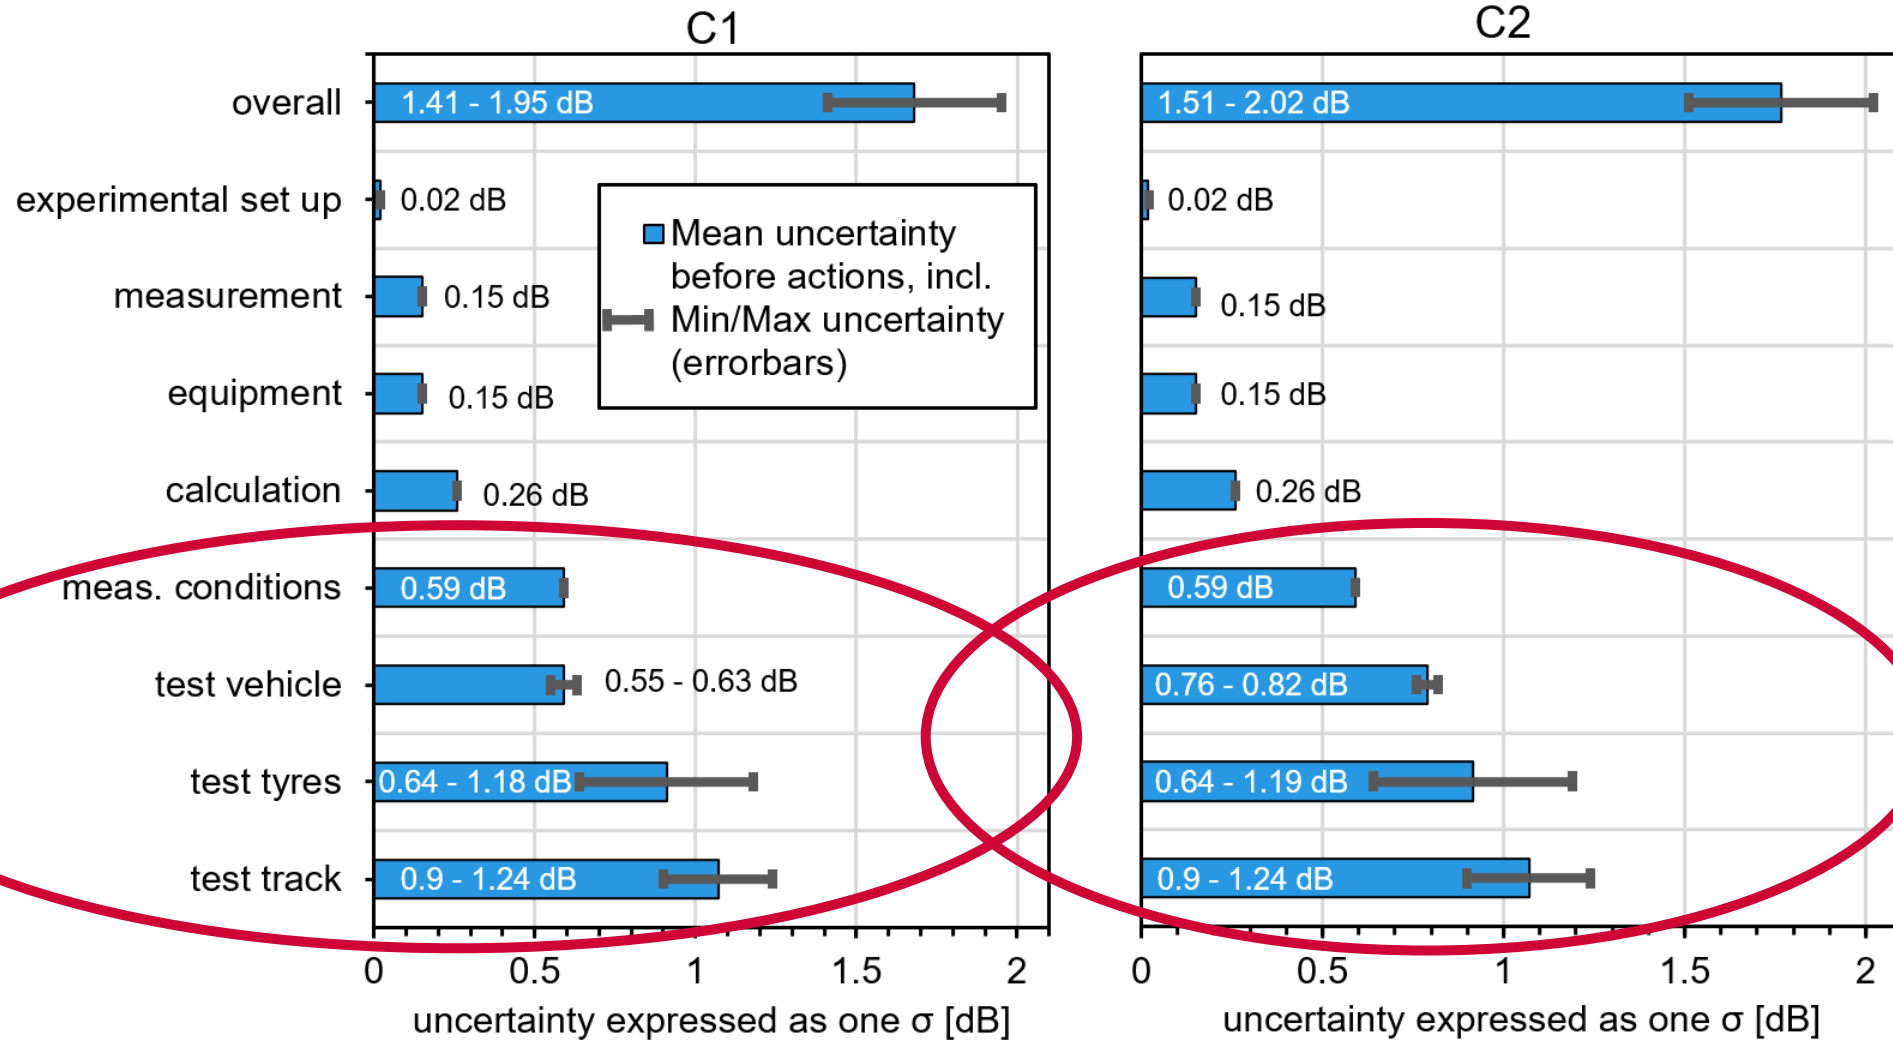 C1
overall
1.41 - 1.95 dB
experimental set up
0.02 dB
measurement
0.15 dB
equipment
0.15 dB
calculation
0.26 dB
meas. conditions
0.59 dB
test vehicle
0.55 - 0.63 dB
test tyres
0.64 - 1.18 dB
test track
0.9 - 1.24 dB
Mean uncertainty
before actions, incl.
Min/Max uncertainty
(errorbars)
0 0.5 1 1.5 2
uncertainty expressed as one σ [dB]
C2
1.51 - 2.02 dB
0.02 dB
0.15 dB
0.15 dB
0.26 dB
0.59 dB
0.76 - 0.82 dB
0.64 - 1.19 dB
0.9 - 1.24 dB
0 0.5 1 1.5 2
uncertainty expressed as one σ [dB]